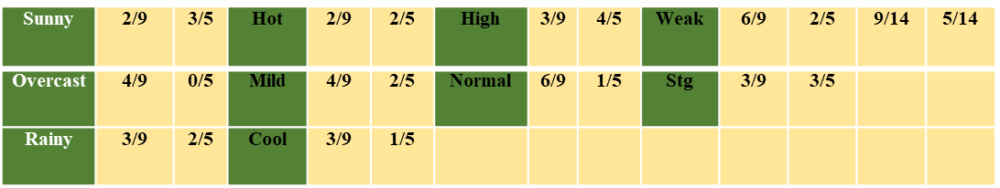 Sunny 2/9 3/5 Hot 2/9 2/5 High 3/9 4/5 Weak 6/9 2/5 9/14 5/14
Overcast 4/9 0/5 Mild 4/9 2/5 Normal 6/9 1/5 Stg 3/9 3/5
Rainy 3/9 2/5 Cool 3/9 1/5